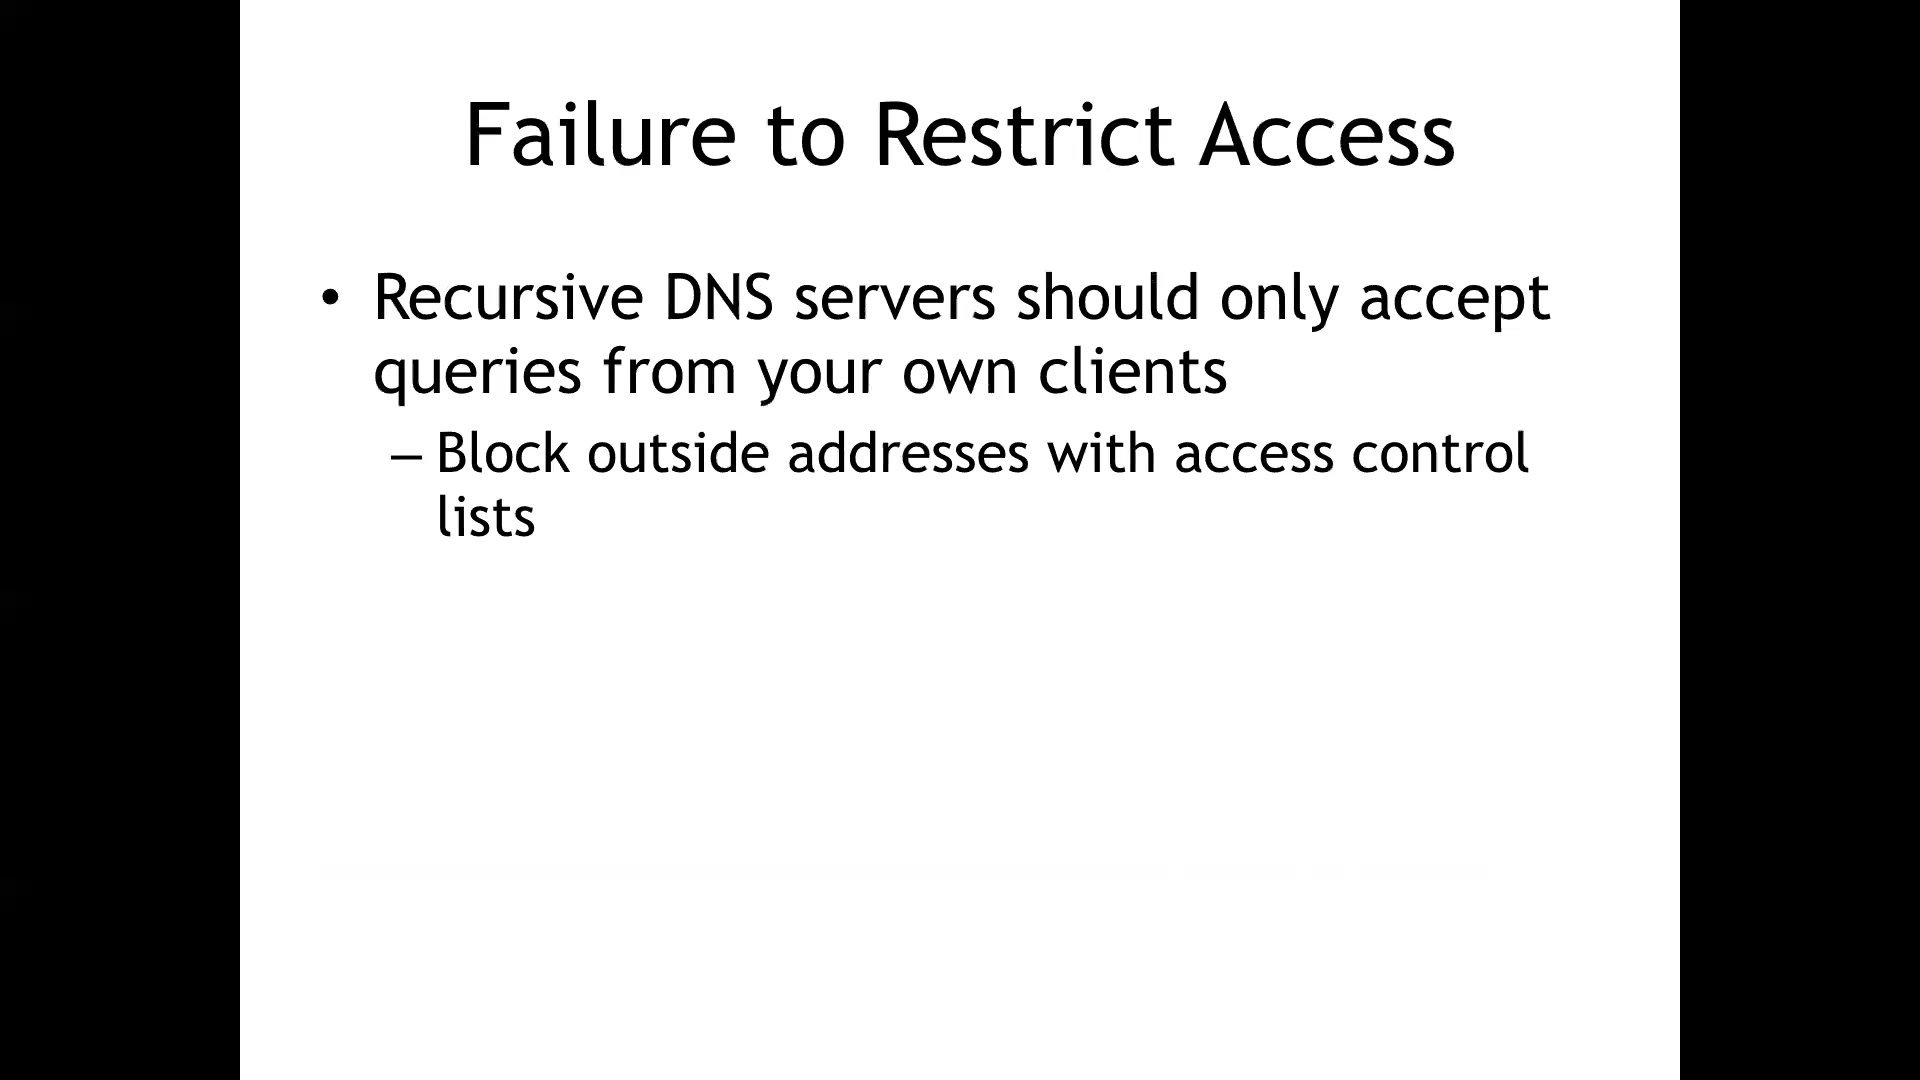 Failure to Restrict Access
• Recursive DNS servers should only accept
queries from your own clients
– Block outside addresses with access control
lists